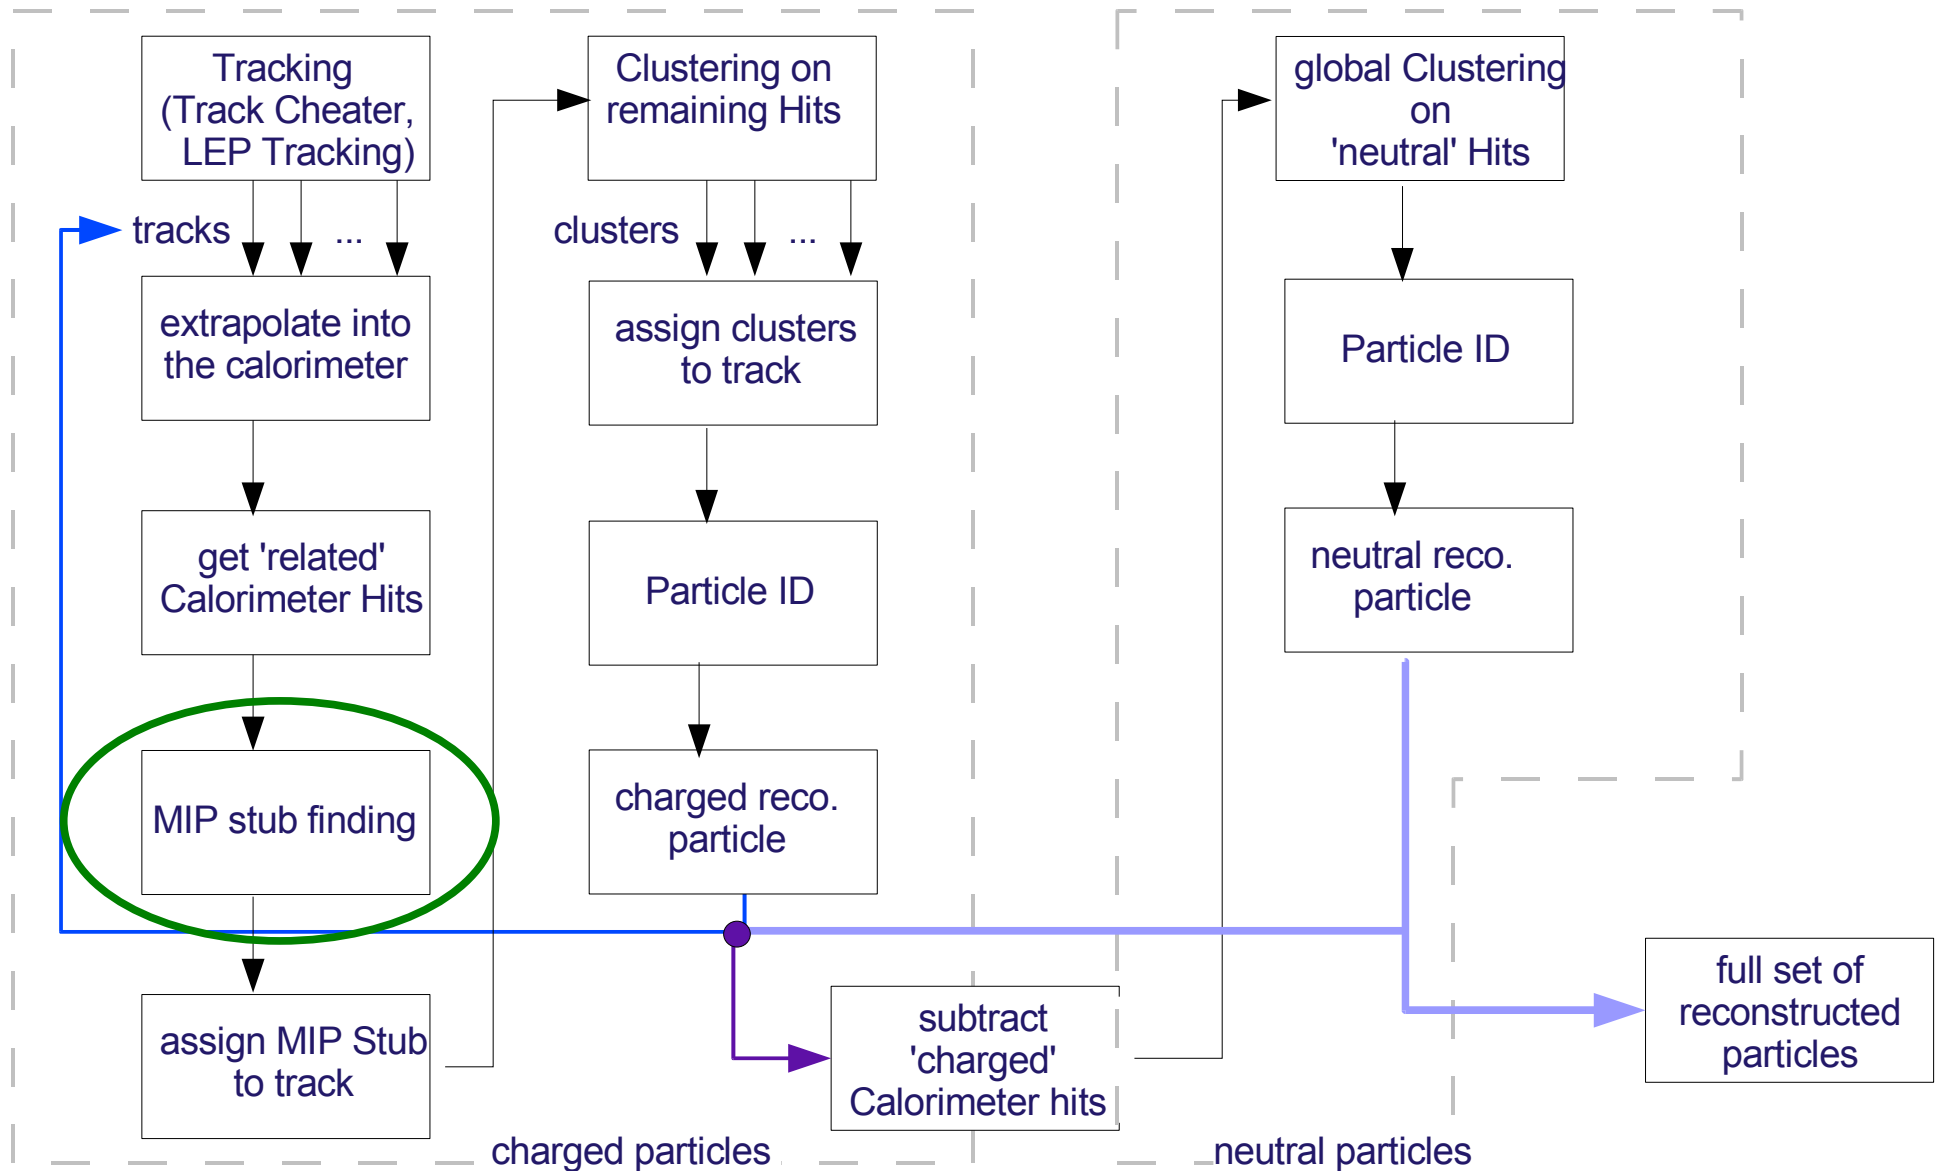 Tracking
(Track Cheater,
LEP Tracking)
tracks
...
extrapolate into
the calorimeter
get 'related'
Calorimeter Hits
MIP stub finding
assign MIP Stub
to track
Clustering on
remaining Hits
clusters
...
assign clusters
to track
Particle ID
charged reco.
particle
subtract
'charged'
Calorimeter hits
charged particles
global Clustering
on
'neutral' Hits
Particle ID
neutral reco.
particle
neutral particles
full set of
reconstructed
particles